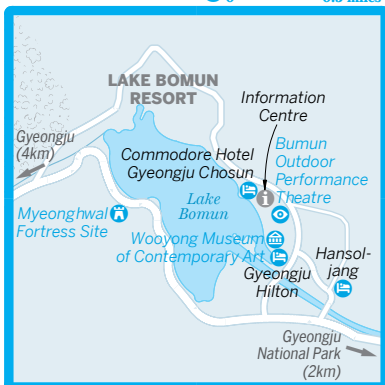 LAKE BOMUN
RESORT
Information
Centre
Gyeongju
(4km)
Commodore Hotel
Gyeongju Chosun
Bumun
Outdoor
Performance
Theatre
Lake
Bomun
Myeonghwal
Fortress Site
Wooyong Museum
of Contemporary Art
Gyeongju
Hilton
Hansol-
jang
Gyeongju
National Park
(2km)